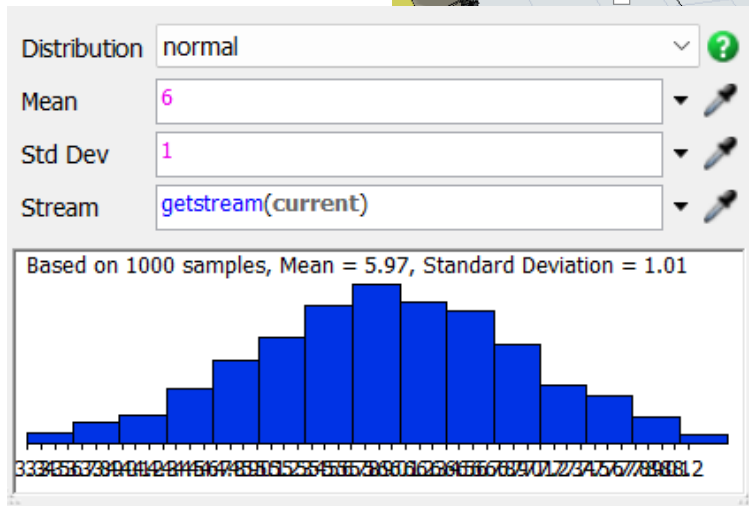 Distribution normal
Mean 6
Std Dev 1
Stream getstream(current)
Based on 1000 samples, Mean = 5.97, Standard Deviation = 1.01